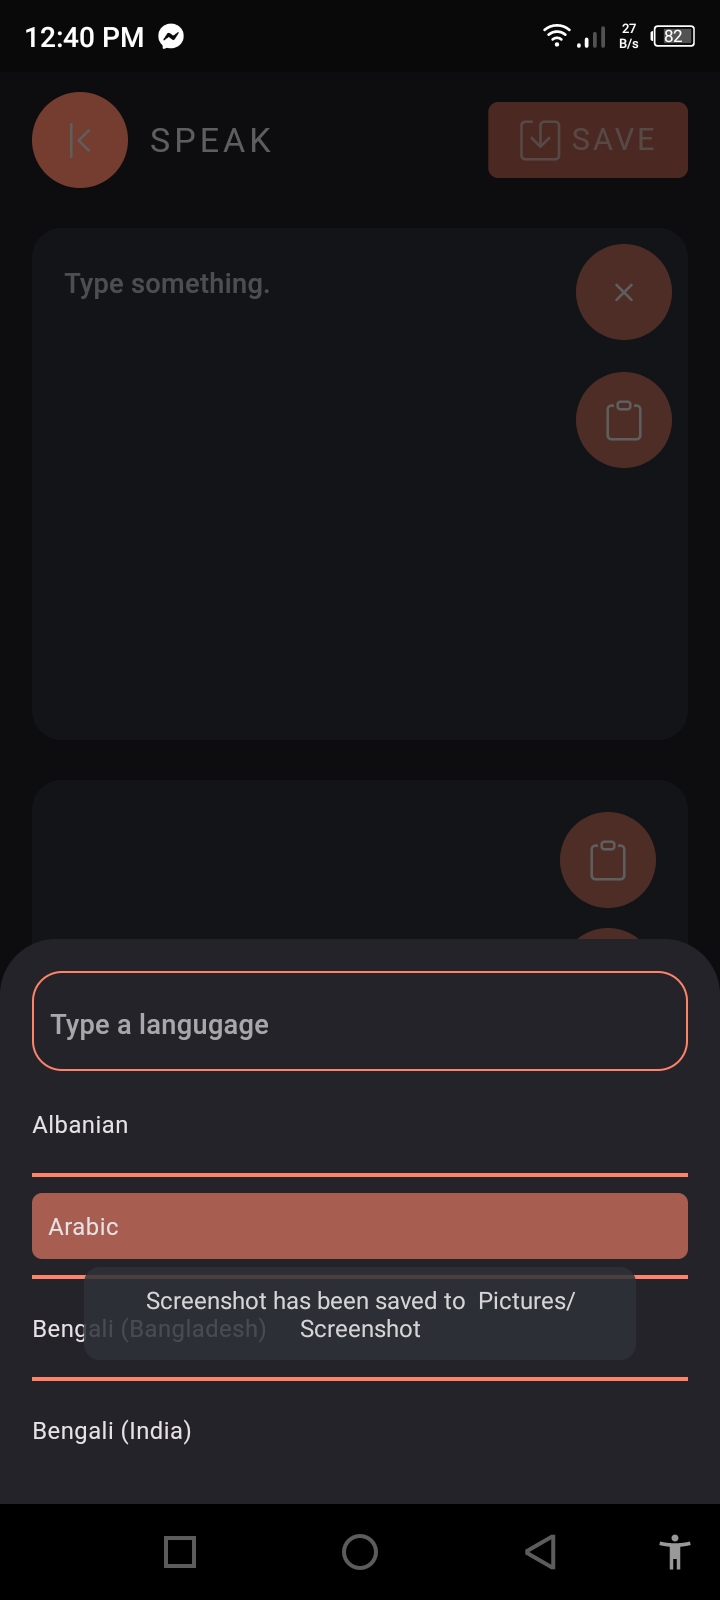 12:40 PM
27
B/s
82
SPEAK
SAVE
Type something.
Type a langugage
Albanian
Arabic
Screenshot has been saved to Pictures/
Screenshot
Bengali (Bangladesh)
Bengali (India)